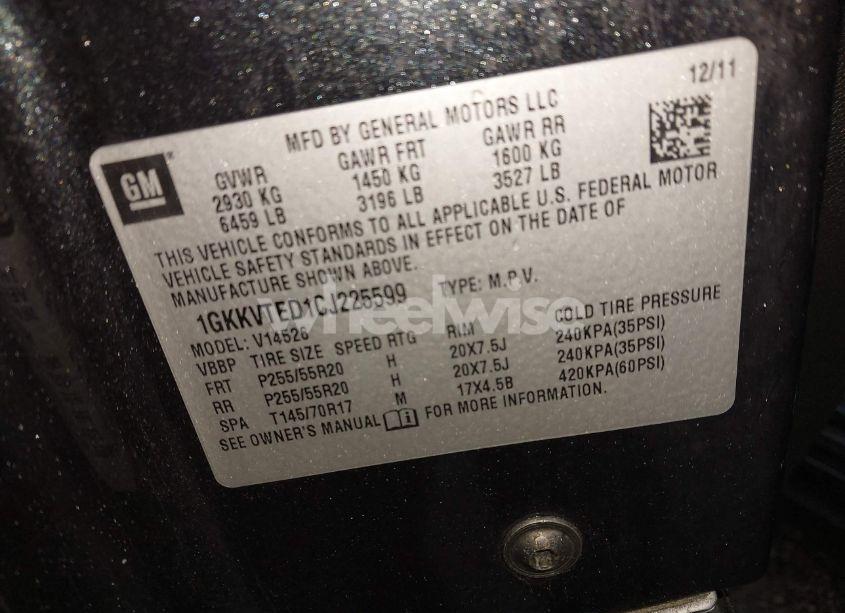 12/11
MFD BY GENERAL MOTORS LLC
GM
GVWR GAWR FRT GAWR RR
2930 KG 1450 KG 1600 KG
6459 LB 3196 LB 3527 LB
THIS VEHICLE CONFORMS TO ALL APPLICABLE U.S. FEDERAL MOTOR
VEHICLE SAFETY STANDARDS IN EFFECT ON THE DATE OF
MANUFACTURE SHOWN ABOVE.
1GKKVTED1CJ225599 TYPE: M.P.V.
wheelwise
MODEL: V14526
VBBP TIRE SIZE SPEED RTG RIM COLD TIRE PRESSURE
FRT P255/55R20 H 20X7.5J 240KPA(35PSI)
RR P255/55R20 H 20X7.5J 240KPA(35PSI)
SPA T145/70R17 M 17X4.5B 420KPA(60PSI)
SEE OWNER'S MANUAL FOR MORE INFORMATION.